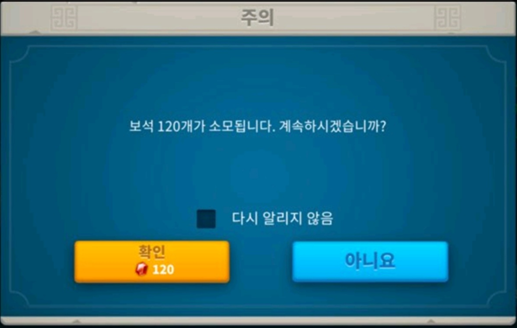 주의
보석 120개가 소모됩니다. 계속하시겠습니까?
다시 알리지 않음
확인
120
아니요